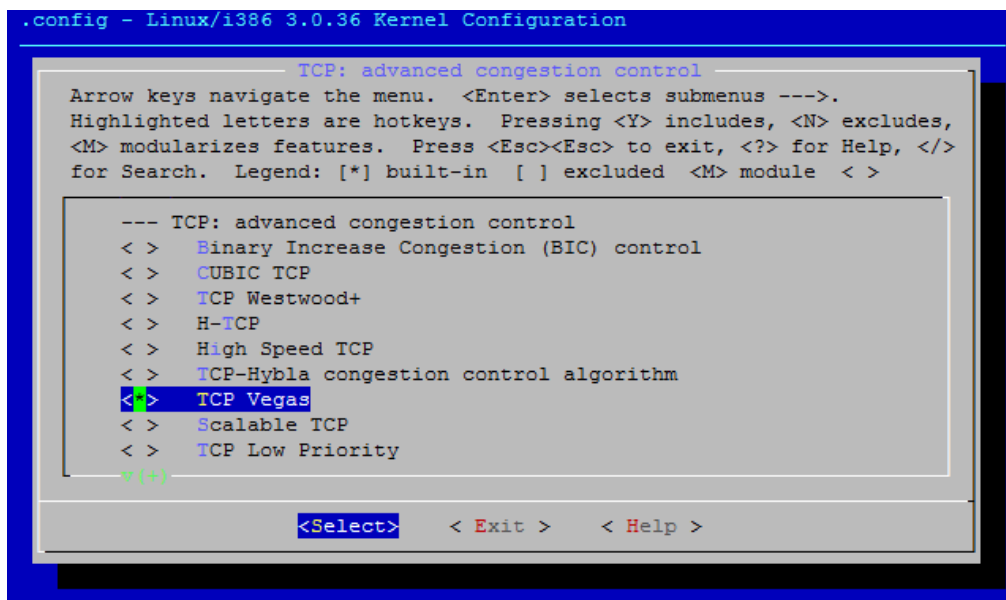 .config - Linux/i386 3.0.36 Kernel Configuration
TCP: advanced congestion control
Arrow keys navigate the menu.  <Enter> selects submenus --->.
Highlighted letters are hotkeys.  Pressing <Y> includes, <N> excludes,
<M> modularizes features.  Press <Esc><Esc> to exit, <?> for Help, </>
for Search.  Legend: [*] built-in  [ ] excluded  <M> module  < >
--- TCP: advanced congestion control
< >   Binary Increase Congestion (BIC) control
< >   CUBIC TCP
< >   TCP Westwood+
< >   H-TCP
< >   High Speed TCP
< >   TCP-Hybla congestion control algorithm
<*>   TCP Vegas
< >   Scalable TCP
< >   TCP Low Priority
(+)
<Select>    < Exit >    < Help >